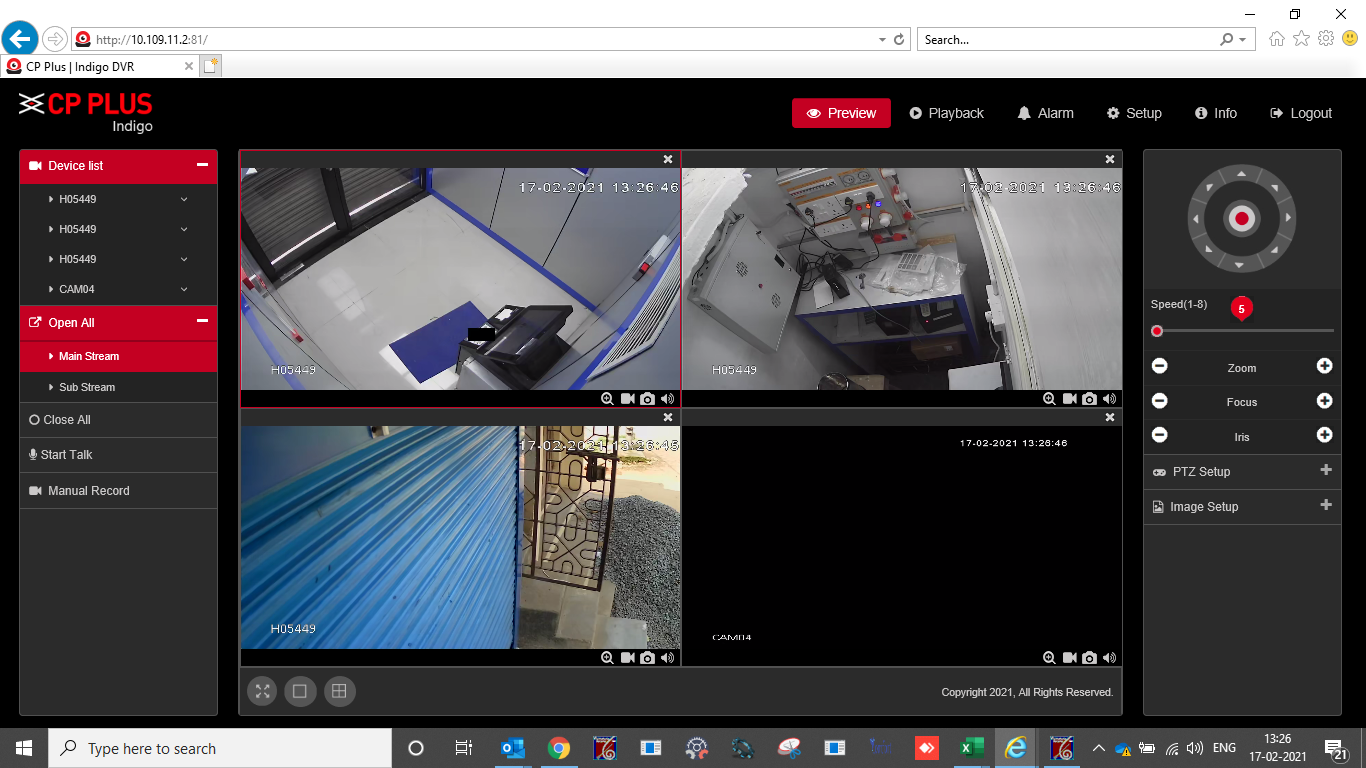 http://10.109.11.2:81/
Search...
CP Plus | Indigo DVR
CP PLUS
Indigo
Preview
Playback
Alarm
Setup
Info
Logout
Device list
H05449
H05449
H05449
CAM04
Open All
Main Stream
Sub Stream
Close All
Start Talk
Manual Record
17-02-2021 13:26:46
H05449
17-02-2021 13:26:46
H05449
17-02-2021 13:26:46
H05449
17-02-2021 13:26:46
CAM04
Copyright 2021, All Rights Reserved.
Speed(1-8)
5
Zoom
Focus
Iris
PTZ Setup
Image Setup
Type here to search
ENG
13:26
17-02-2021
21